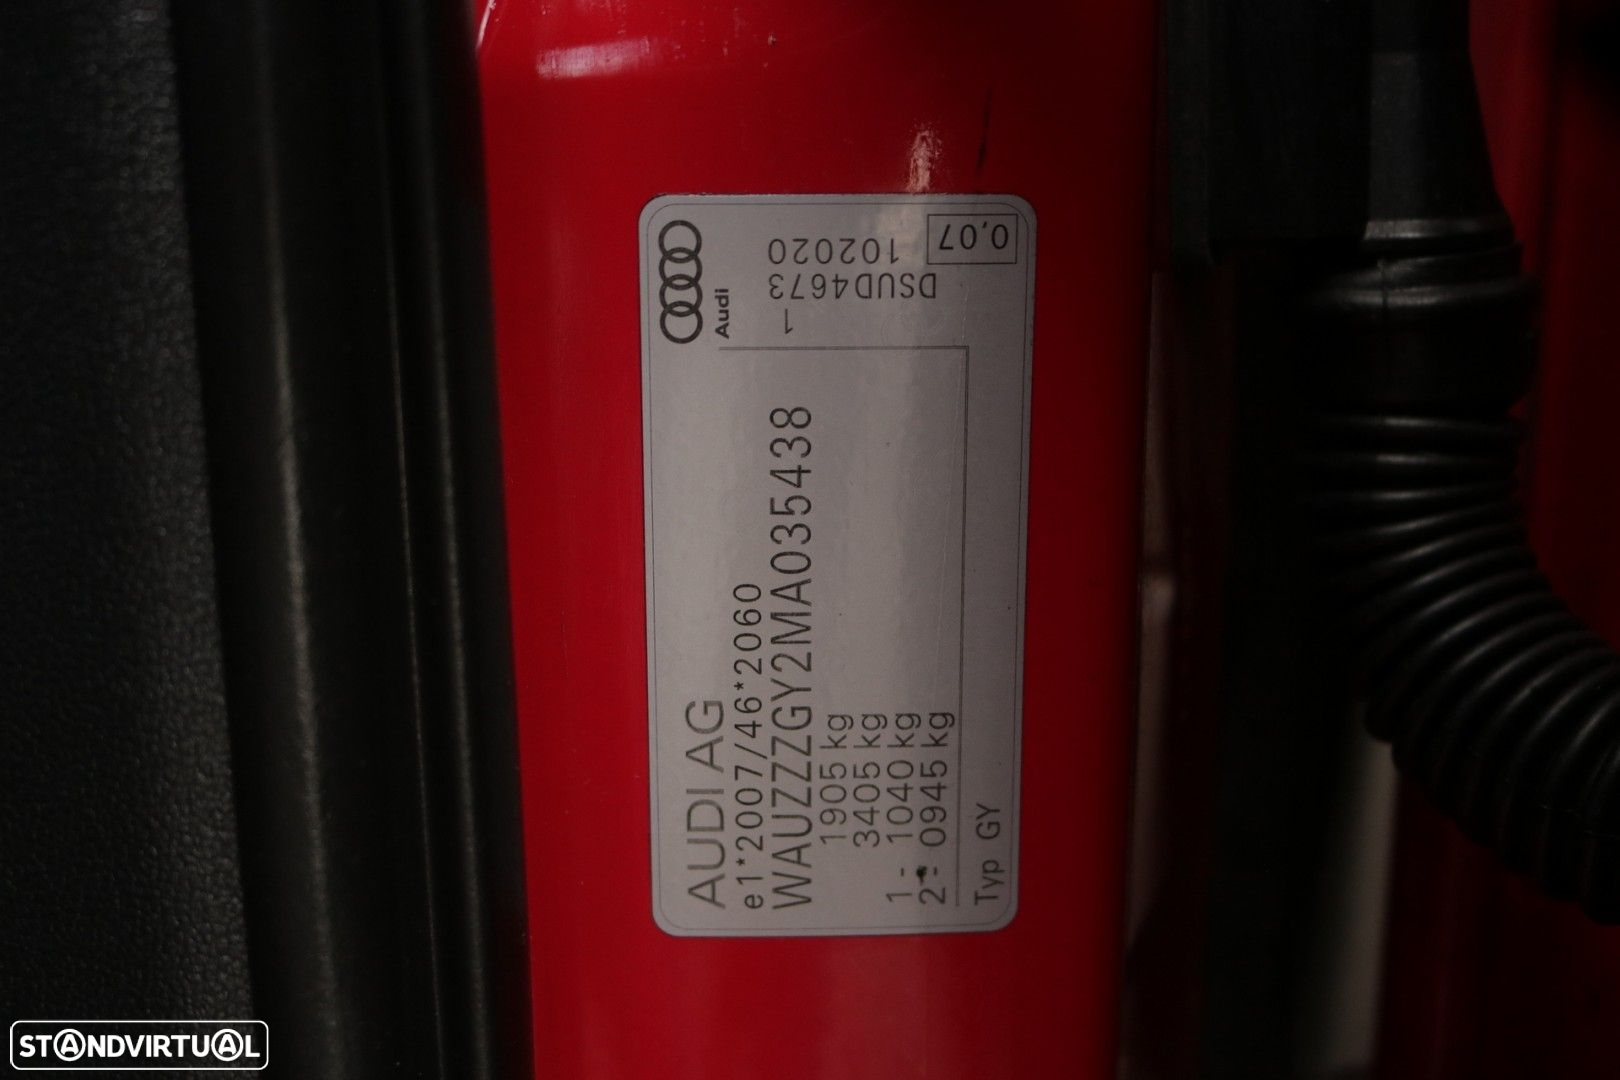 AUDI AG
e1*2007/46*2060
WAUZZZGY2MA035438
1905 kg
3405 kg
1- 1040 kg
2- 0945 kg
Typ GY
Audi
1
DSUD4673
102020
0,07
STANDVIRTUAL